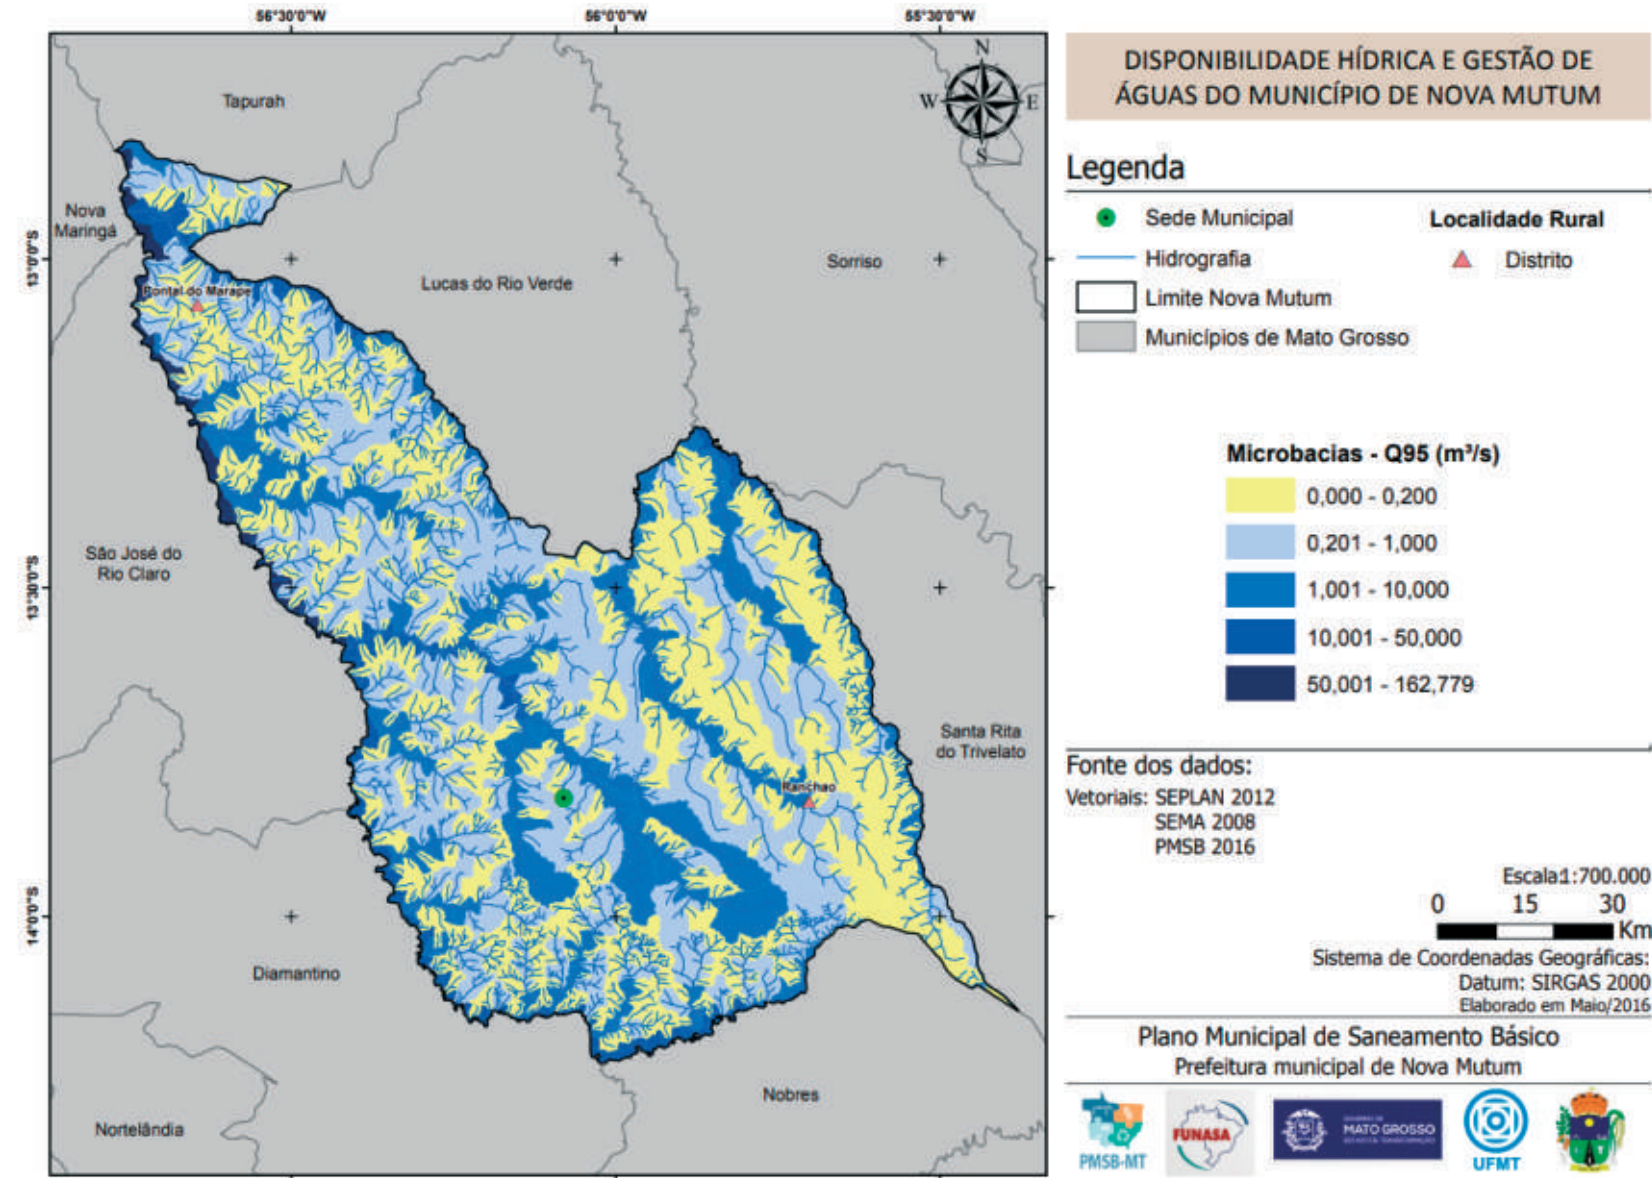 56°30'0"W
56°0'0"W
55°30'0"W
13°0'0"S
13°30'0"S
14°0'0"S
N
W
E
S
Tapurah
Nova
Maringá
Lucas do Rio Verde
Sorriso
Pontal do Marape
São José do
Rio Claro
Santa Rita
do Trivelato
Ranchao
Diamantino
Nobres
Nortelândia
DISPONIBILIDADE HÍDRICA E GESTÃO DE
ÁGUAS DO MUNICÍPIO DE NOVA MUTUM
Legenda
Sede Municipal
Localidade Rural
Hidrografia
Distrito
Limite Nova Mutum
Municípios de Mato Grosso
Microbacias - Q95 (m³/s)
0,000 - 0,200
0,201 - 1,000
1,001 - 10,000
10,001 - 50,000
50,001 - 162,779
Fonte dos dados:
Vetoriais: SEPLAN 2012
SEMA 2008
PMSB 2016
Escala1:700.000
0 15 30
Km
Sistema de Coordenadas Geográficas:
Datum: SIRGAS 2000
Elaborado em Maio/2016
Plano Municipal de Saneamento Básico
Prefeitura municipal de Nova Mutum
PMSB-MT
FUNASA
MATO GROSSO
UFMT